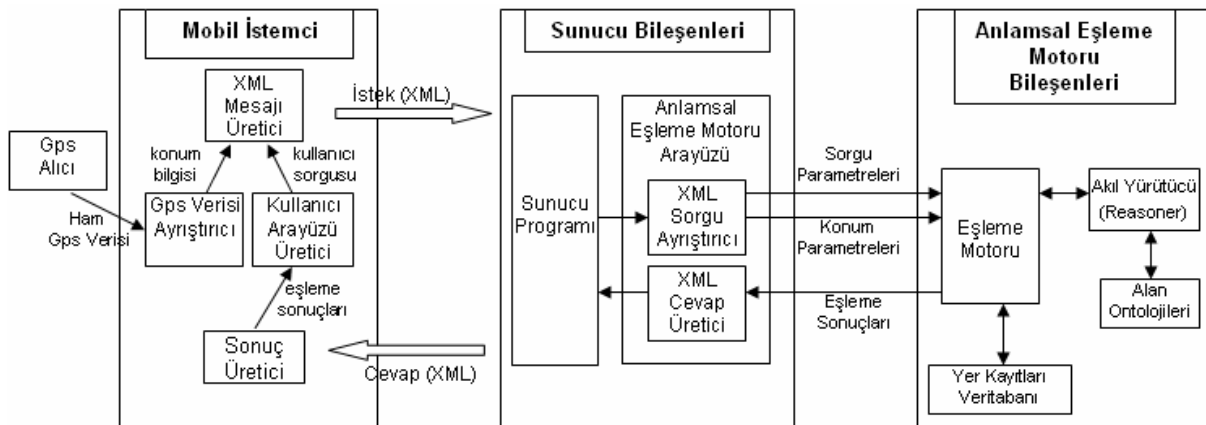 Mobil İstemci
XML
Mesajı
Üretici
Gps
Alıcı
konum
bilgisi
kullanıcı
sorgusu
Ham
Gps Verisi
Gps Verisi
Ayrıştırıcı
Kullanıcı
Arayüzü
Üretici
eşleme
sonuçları
Sonuç
Üretici
İstek (XML)
Cevap (XML)
Sunucu Bileşenleri
Sunucu
Programı
Anlamsal
Eşleme Motoru
Arayüzü
XML
Sorgu
Ayrıştırıcı
XML
Cevap
Üretici
Sorgu
Parametreleri
Konum
Parametreleri
Eşleme
Sonuçları
Anlamsal Eşleme
Motoru
Bileşenleri
Eşleme
Motoru
Akıl Yürütücü
(Reasoner)
Alan
Ontolojileri
Yer Kayıtları
Veritabanı